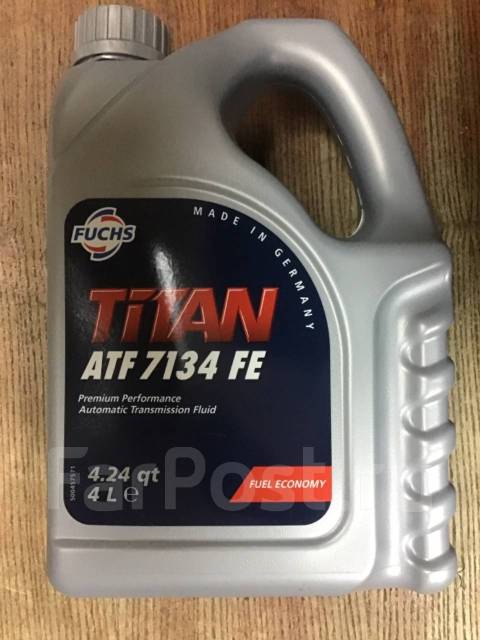 FUCHS
MADE IN GERMANY
TiTAN
ATF 7134 FE
Premium Performance
Automatic Transmission Fluid
4.24 qt
4 L e
FUEL ECONOMY